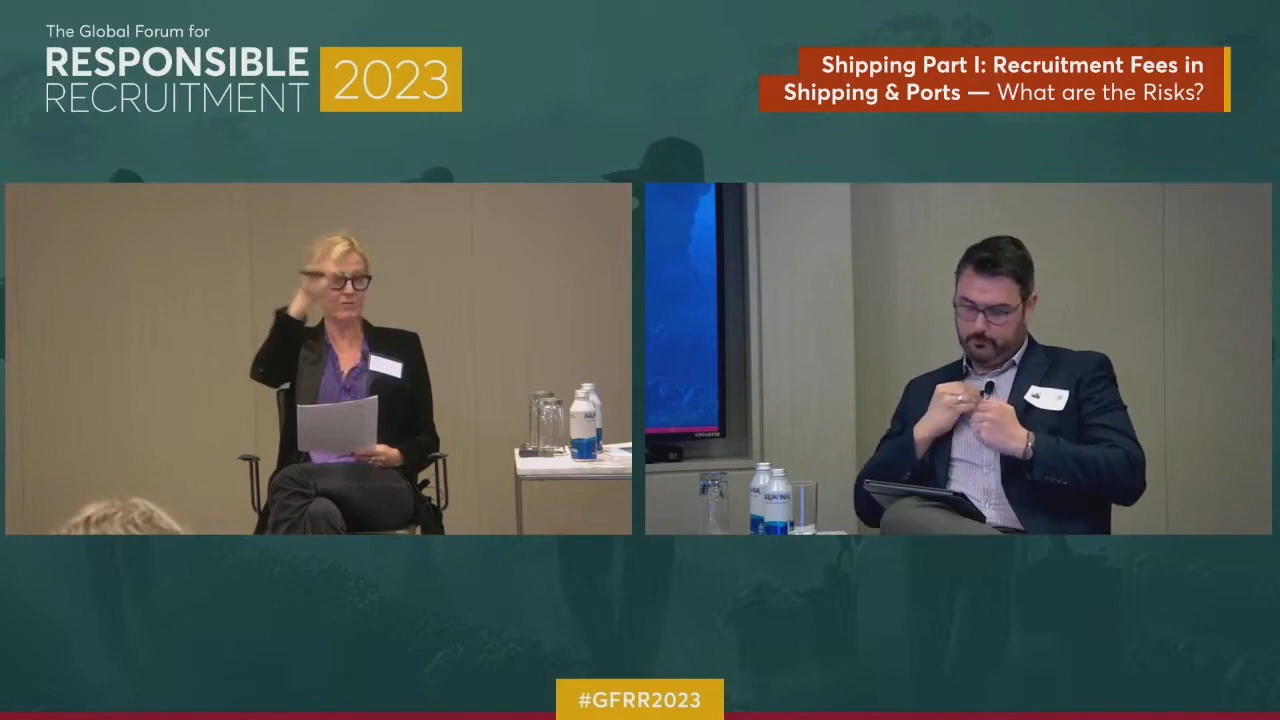 The Global Forum for
RESPONSIBLE
RECRUITMENT
2023
Shipping Part I: Recruitment Fees in
Shipping & Ports — What are the Risks?
#GFRR2023